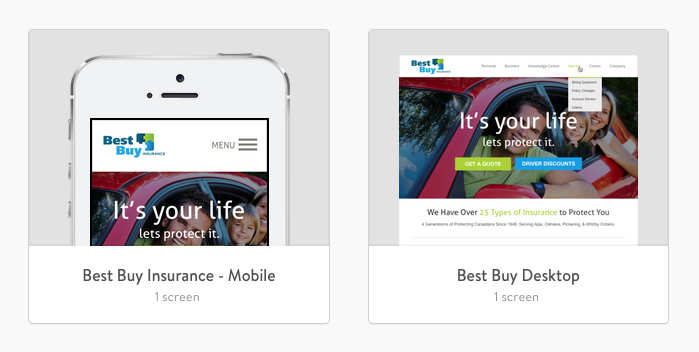 Best
Buy INSURANCE
MENU
It's your life
lets protect it.
Best Buy Insurance - Mobile
1 screen
Best
Buy INSURANCE
Personal Business Knowledge Centre Service Claims Company
Billing Questions
Policy Changes
Account Review
Claims
It's your life
lets protect it.
GET A QUOTE DRIVER DISCOUNTS
We Have Over 25 Types of Insurance to Protect You
4 Generations of Protecting Canadians Since 1946. Serving Ajax, Oshawa, Pickering, & Whitby Ontario.
Best Buy Desktop
1 screen